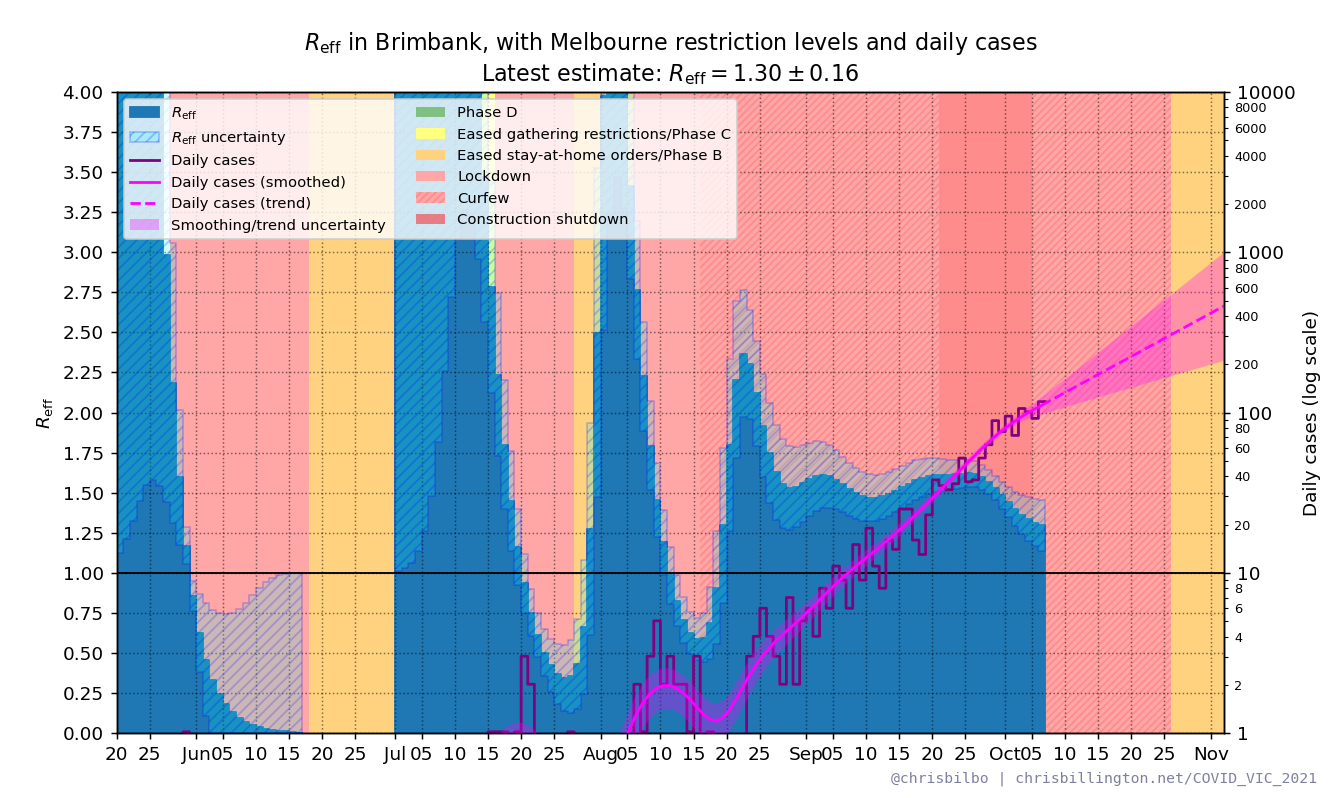 Reff in Brimbank, with Melbourne restriction levels and daily cases
Latest estimate: Reff = 1.30 ± 0.16
Reff
Reff uncertainty
Daily cases
Daily cases (smoothed)
Daily cases (trend)
Smoothing/trend uncertainty
Phase D
Eased gathering restrictions/Phase C
Eased stay-at-home orders/Phase B
Lockdown
Curfew
Construction shutdown
Reff
4.00
3.75
3.50
3.25
3.00
2.75
2.50
2.25
2.00
1.75
1.50
1.25
1.00
0.75
0.50
0.25
0.00
10000
8000
6000
4000
2000
1000
800
600
400
200
100
80
60
40
20
10
8
6
4
2
1
Daily cases (log scale)
20 25 Jun 05 10 15 20 25 Jul 05 10 15 20 25 Aug 05 10 15 20 25 Sep 05 10 15 20 25 Oct 05 10 15 20 25 Nov
@chrisbilbo | chrisbillington.net/COVID_VIC_2021